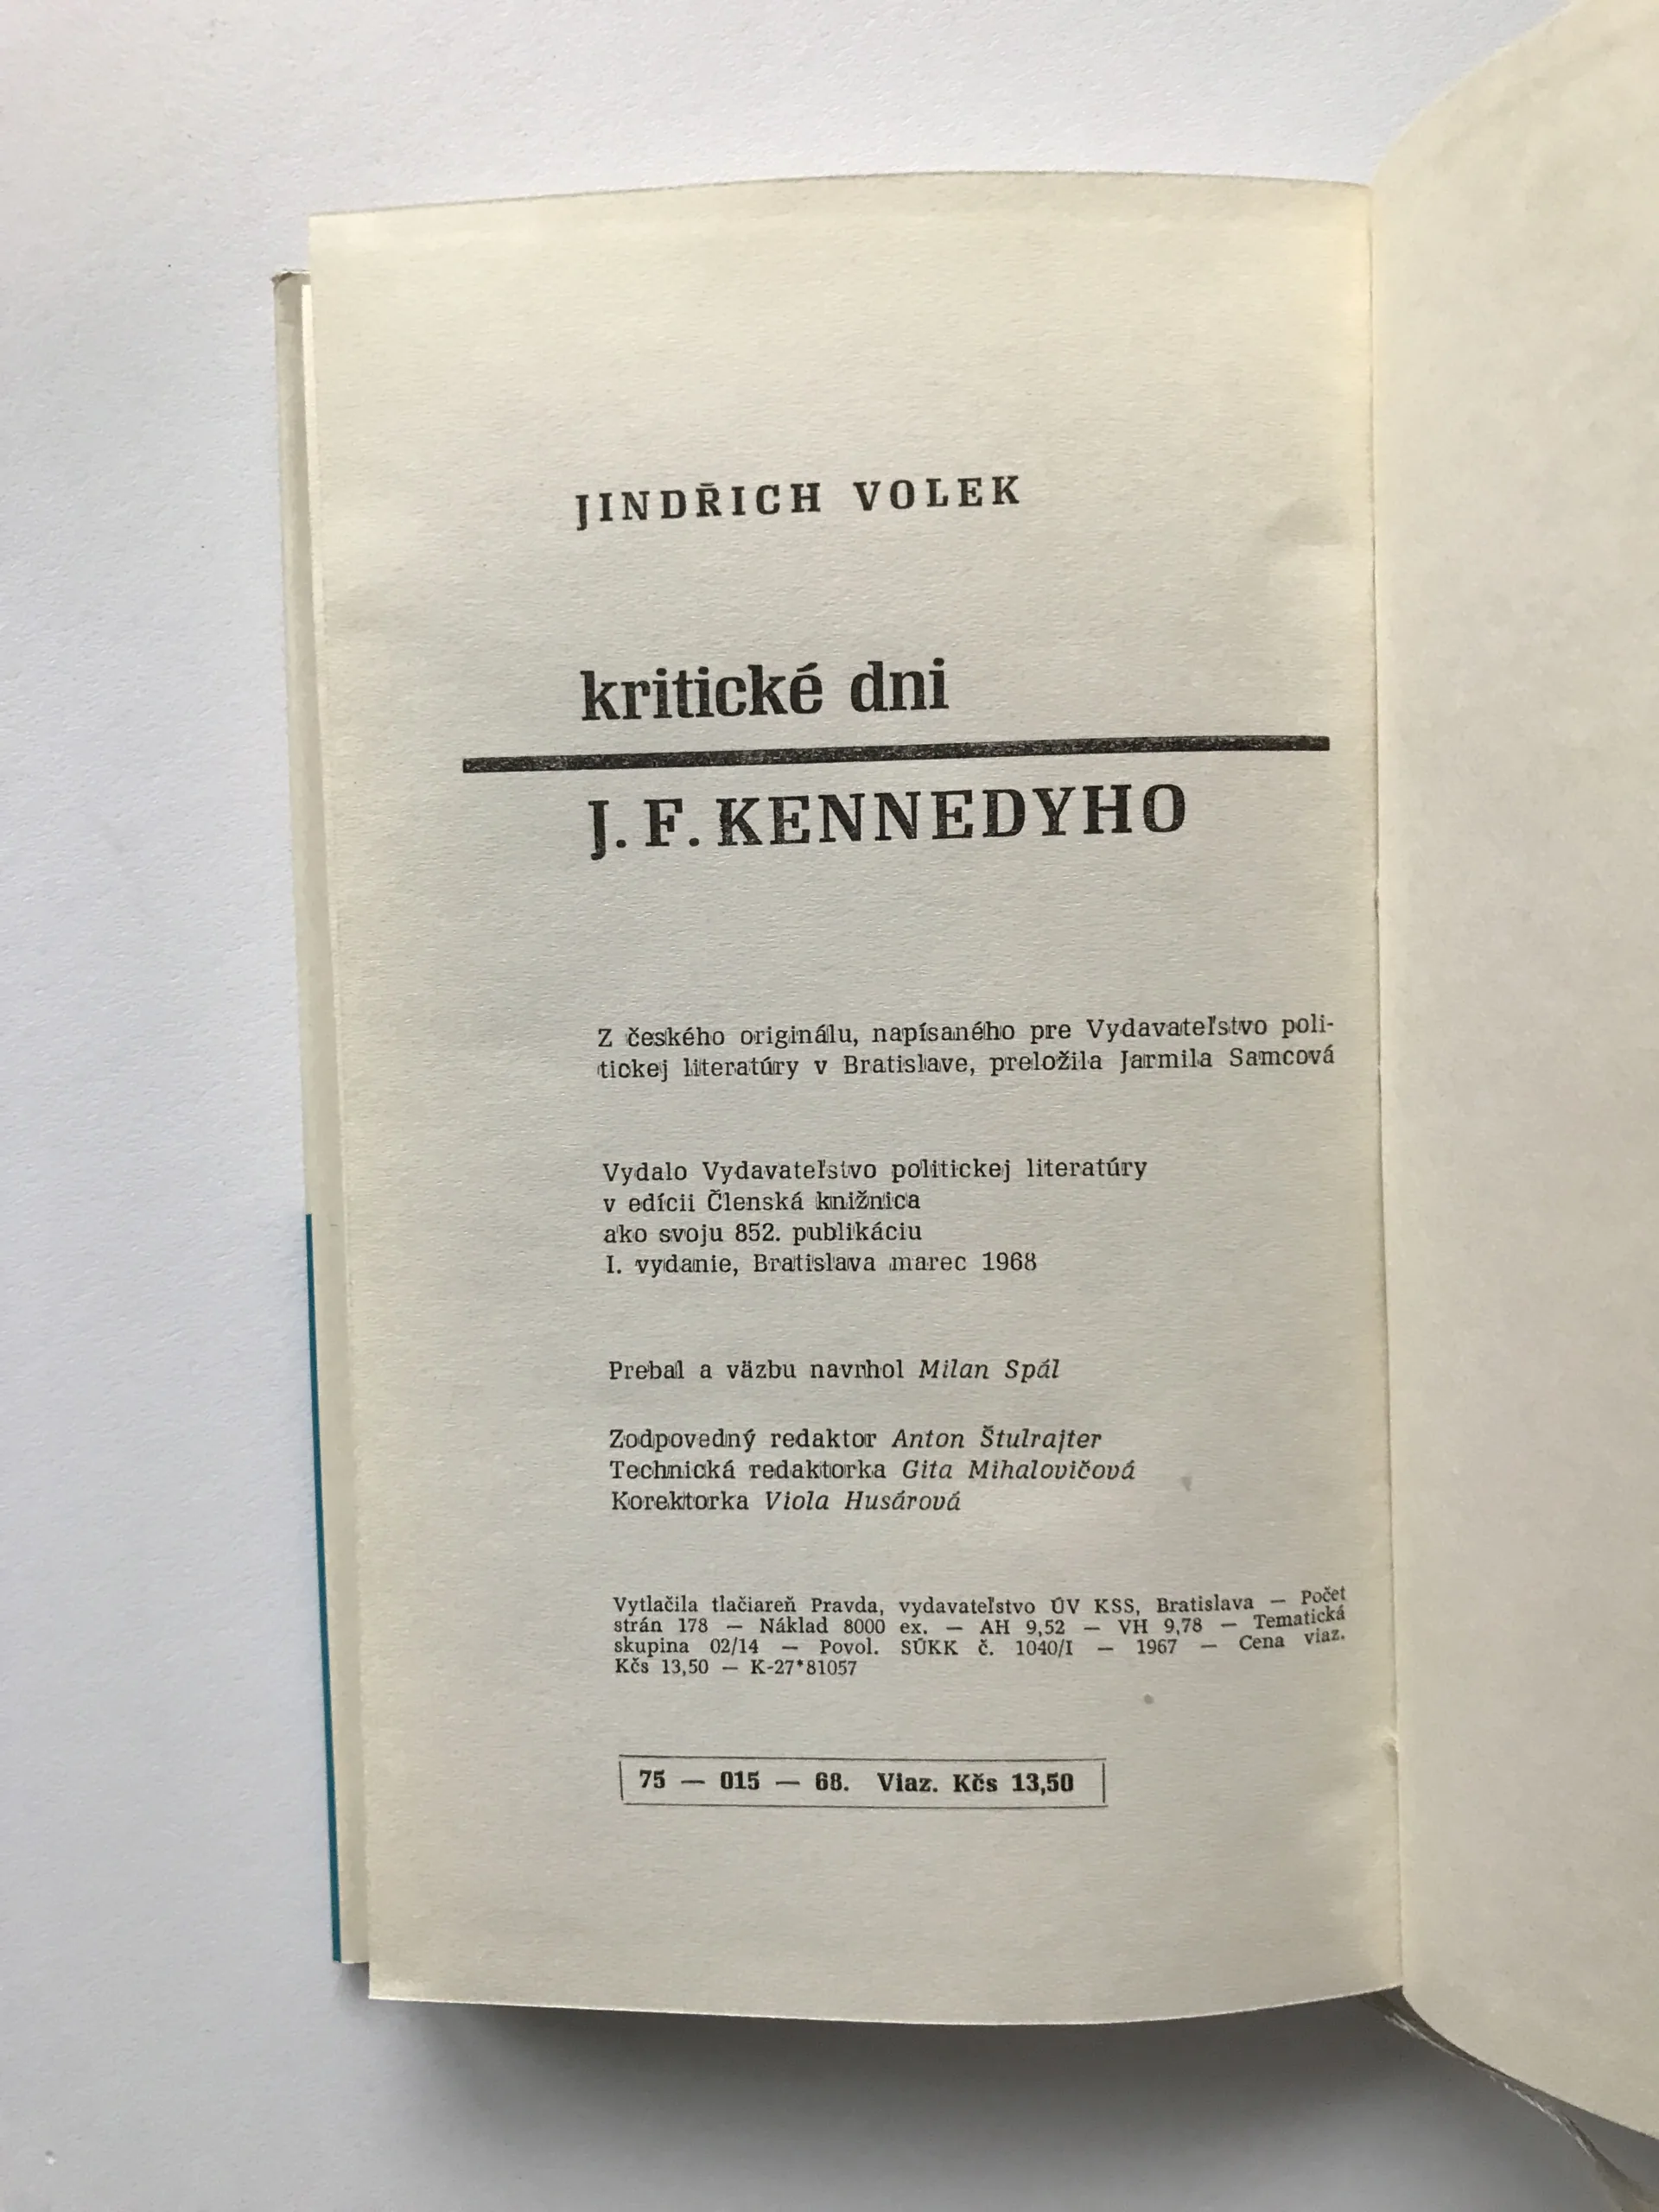 JINDŘICH VOLEK
kritické dni
J. F. KENNEDYHO
Z českého originálu, napísaného pre Vydavateľstvo poli-
tickej literatúry v Bratislave, preložila Jarmila Samcová
Vydalo Vydavateľstvo politickej literatúry
v edícii Členská knižnica
ako svoju 852. publikáciu
I. vydanie, Bratislava marec 1968
Prebal a väzbu navrhol Milan Spál
Zodpovedný redaktor Anton Štulrajter
Technická redaktorka Gita Mihalovičová
Korektorka Viola Husárová
Vytlačila tlačiareň Pravda, vydavateľstvo ÚV KSS, Bratislava — Počet
strán 178 — Náklad 8000 ex. — AH 9,52 — VH 9,78 — Tematická
skupina 02/14 — Povol. SÚKK č. 1040/I — 1967 — Cena viaz.
Kčs 13,50 — K-27*81057
75 — 015 — 68. Viaz. Kčs 13,50